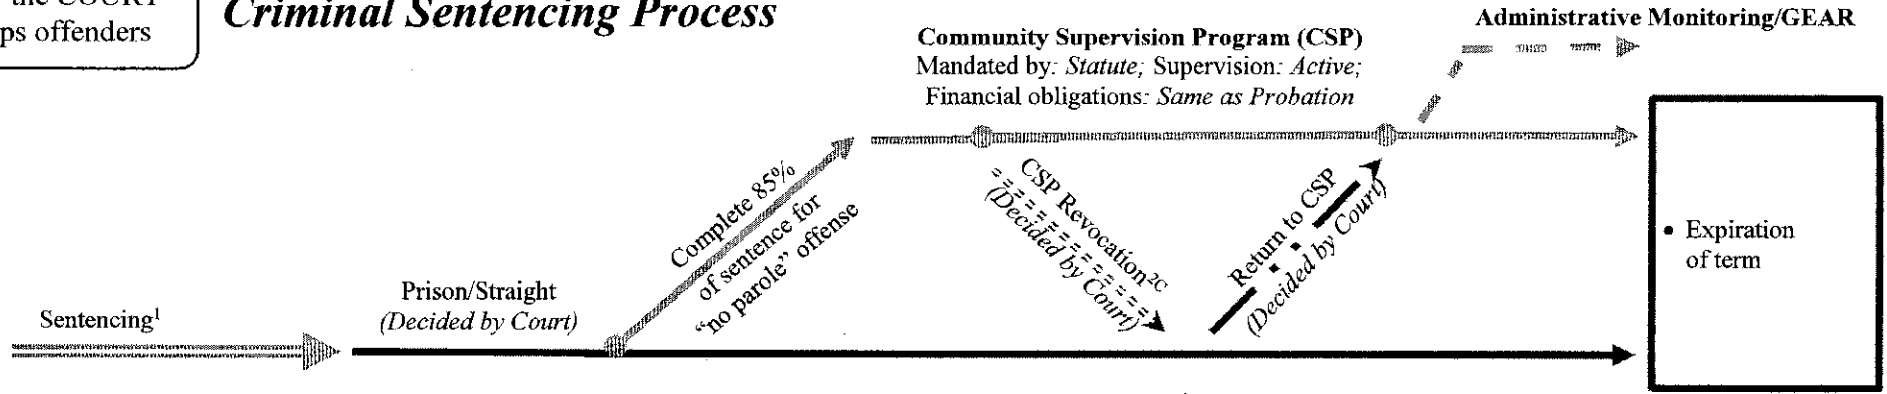 the COURT
ps offenders
Criminal Sentencing Process
Community Supervision Program (CSP)
Mandated by: Statute; Supervision: Active;
Financial obligations: Same as Probation
Administrative Monitoring/GEAR
Sentencing¹
Prison/Straight
(Decided by Court)
Complete 85%
of sentence for
“no parole” offense
CSP Revocation²ᶜ
(Decided by Court)
Return to CSP
(Decided by Court)
• Expiration
of term